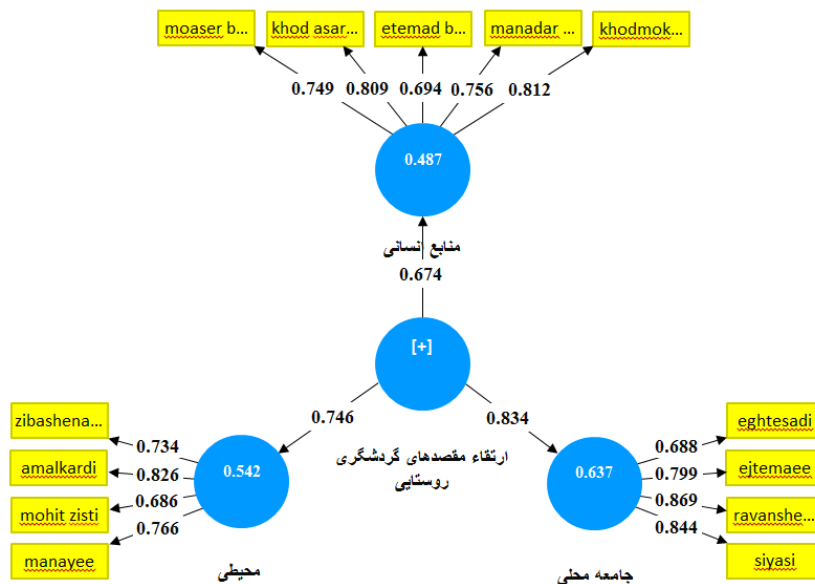 moaser b...
khod asar...
etemad b...
manadar ...
khodmok...
0.749
0.809
0.694
0.756
0.812
0.487
منابع انسانی
0.674
[+]
0.746
0.834
ارتقاء مقصدهای گردشگری
روستایی
zibashena...
amalkardi
mohit zisti
manayee
0.734
0.826
0.686
0.766
0.542
محیطی
0.637
0.688
0.799
0.869
0.844
eghtesadi
ejtemaee
ravanshe...
siyasi
جامعه محلی